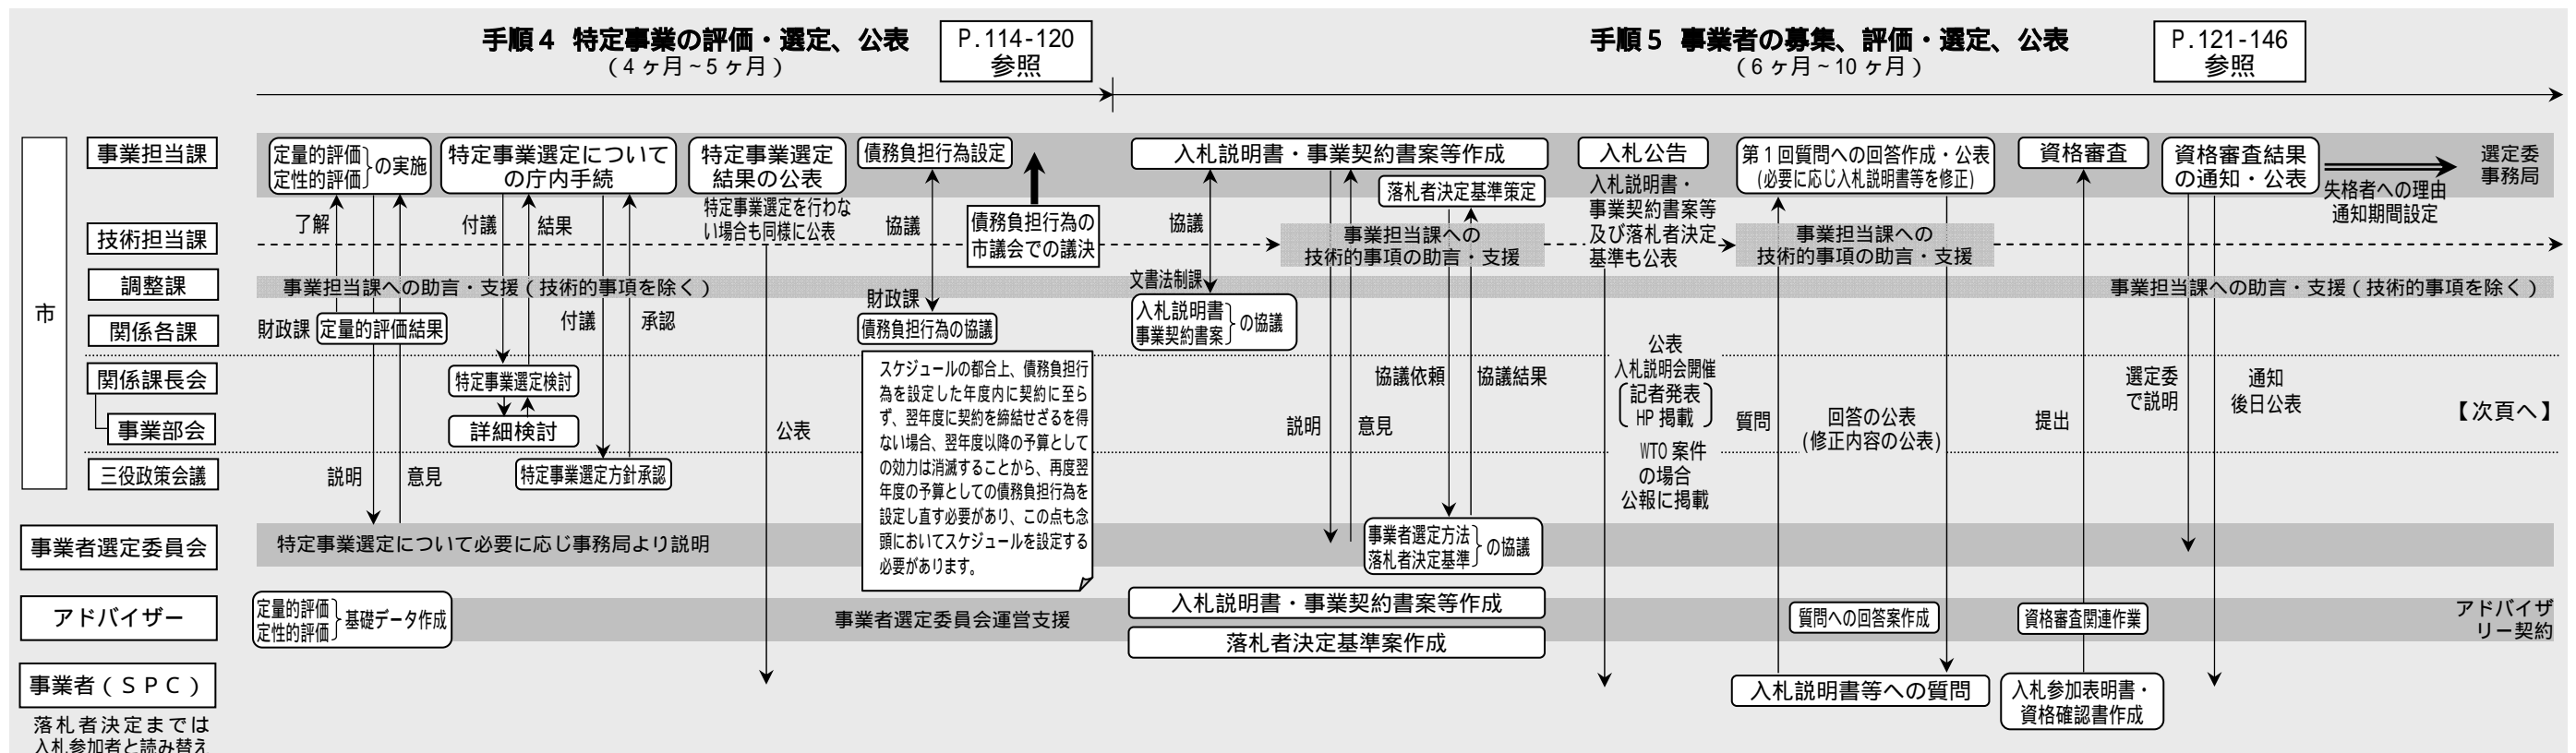 手順4 特定事業の評価・選定、公表
(4ヶ月~5ヶ月)
P.114-120
参照
手順5 事業者の募集、評価・選定、公表
(6ヶ月~10ヶ月)
P.121-146
参照
市
事業担当課
定量的評価
定性的評価
の実施
特定事業選定について
の庁内手続
特定事業選定
結果の公表
特定事業選定を行わな
い場合も同様に公表
債務負担行為設定
債務負担行為の
市議会での議決
入札説明書・事業契約書案等作成
落札者決定基準策定
入札公告
入札説明書・
事業契約書案等
及び落札者決定
基準も公表
第1回質問への回答作成・公表
(必要に応じ入札説明書等を修正)
資格審査
資格審査結果
の通知・公表
失格者への理由
通知期間設定
選定委
事務局
技術担当課
了解
付議
結果
協議
協議
事業担当課への
技術的事項の助言・支援
事業担当課への
技術的事項の助言・支援
調整課
事業担当課への助言・支援(技術的事項を除く)
文書法制課
事業担当課への助言・支援(技術的事項を除く)
関係各課
財政課
定量的評価結果
付議
承認
財政課
債務負担行為の協議
入札説明書
事業契約書案
の協議
関係課長会
特定事業選定検討
事業部会
詳細検討
三役政策会議
特定事業選定方針承認
説明
意見
公表
スケジュールの都合上、債務負担行
為を設定した年度内に契約に至ら
ず、翌年度に契約を締結せざるを得
ない場合、翌年度以降の予算として
の効力は消滅することから、再度翌
年度の予算としての債務負担行為を
設定し直す必要があり、この点も念
頭においてスケジュールを設定する
必要があります。
説明
意見
協議依頼
協議結果
公表
入札説明会開催
記者発表
HP掲載
WTO案件
の場合
公報に掲載
質問
回答の公表
(修正内容の公表)
提出
選定委
で説明
通知
後日公表
【次頁へ】
事業者選定委員会
特定事業選定について必要に応じ事務局より説明
事業者選定方法
落札者決定基準
の協議
アドバイザー
定量的評価
定性的評価
基礎データ作成
事業者選定委員会運営支援
入札説明書・事業契約書案等作成
落札者決定基準案作成
質問への回答案作成
資格審査関連作業
アドバイザ
リー契約
事業者(SPC)
入札説明書等への質問
入札参加表明書・
資格確認書作成
落札者決定までは
入札参加者と読み替え